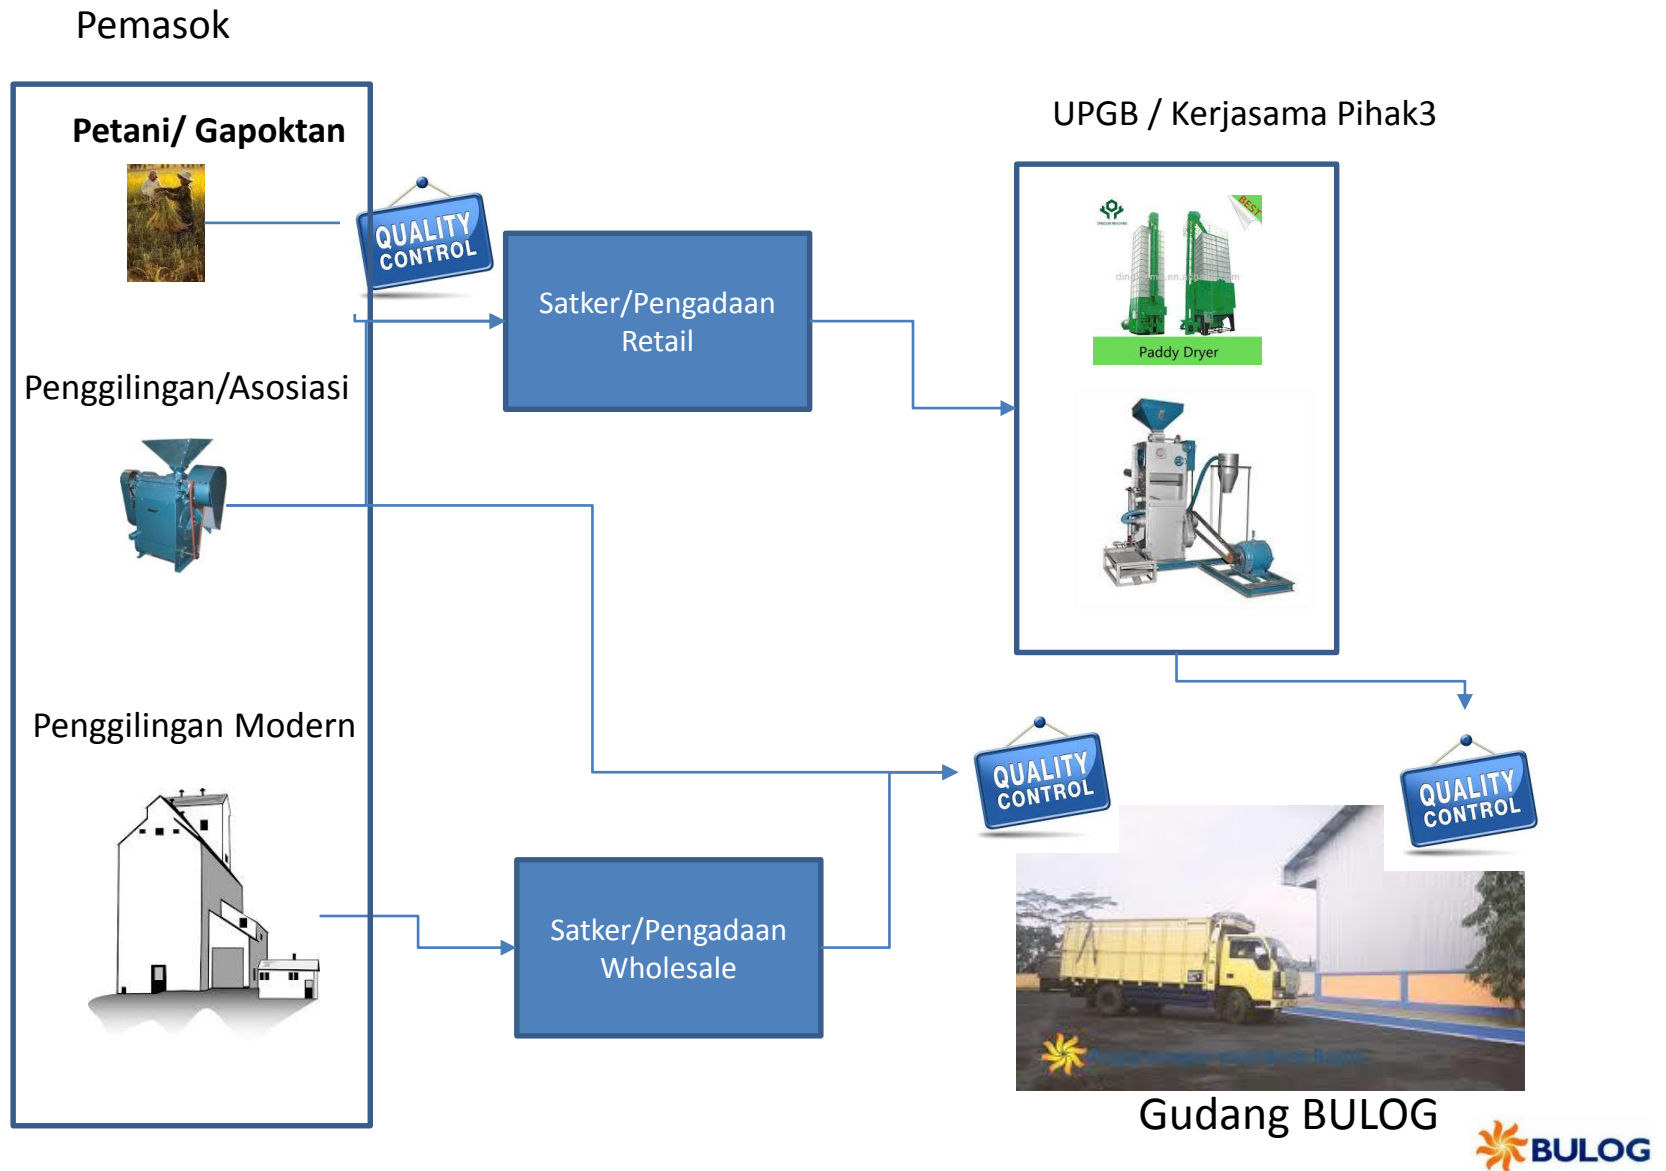 Pemasok
Petani/ Gapoktan
QUALITY
CONTROL
Satker/Pengadaan
Retail
Penggilingan/Asosiasi
Penggilingan Modern
Satker/Pengadaan
Wholesale
UPGB / Kerjasama Pihak3
BEST
Paddy Dryer
QUALITY
CONTROL
QUALITY
CONTROL
Gudang BULOG
BULOG